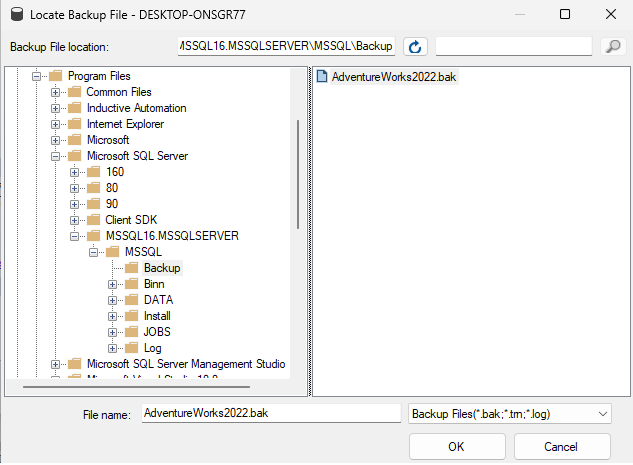 Locate Backup File - DESKTOP-ONSGR77
Backup File location:
MSSQL16.MSSQLSERVER\MSSQL\Backup
Program Files
AdventureWorks2022.bak
Common Files
Inductive Automation
Internet Explorer
Microsoft
Microsoft SQL Server
160
80
90
Client SDK
MSSQL16.MSSQLSERVER
MSSQL
Backup
Binn
DATA
Install
JOBS
Log
Microsoft SQL Server Management Studio
File name:
AdventureWorks2022.bak
Backup Files(*.bak;*.trn;*.log)
OK
Cancel